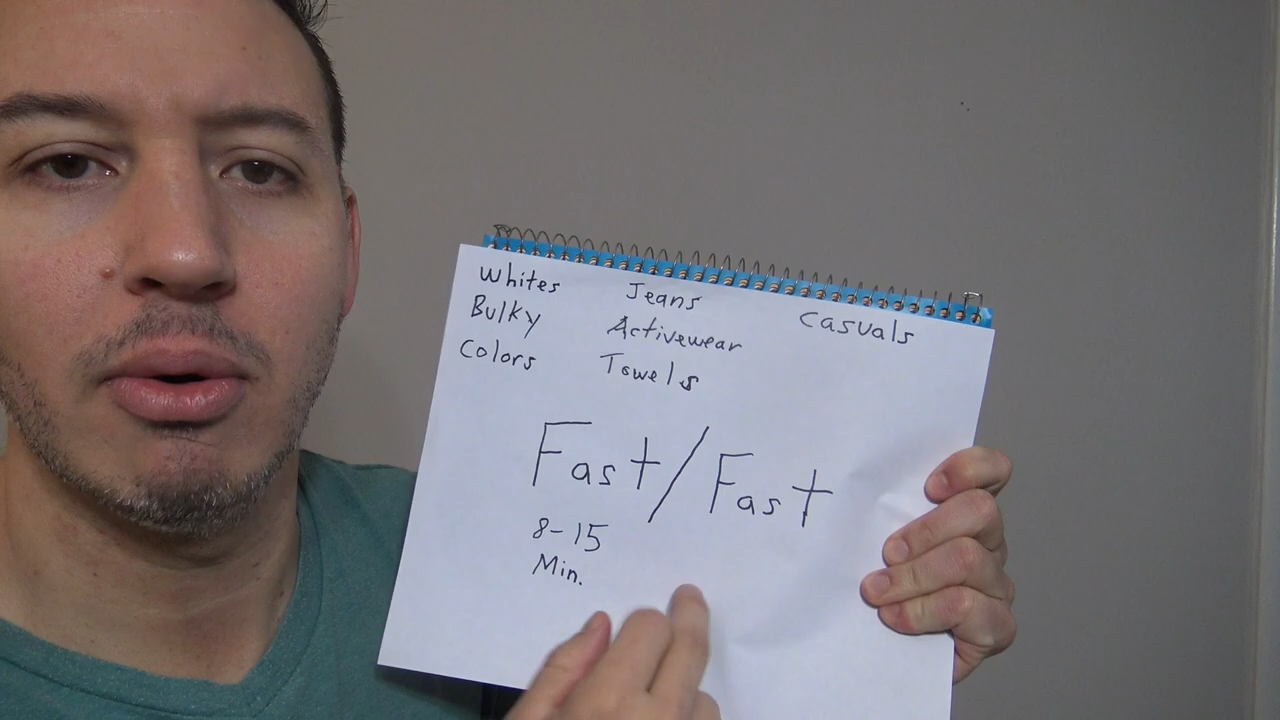 Whites Jeans Casuals
Bulky Activewear
Colors Towels
Fast/Fast
8-15
Min.